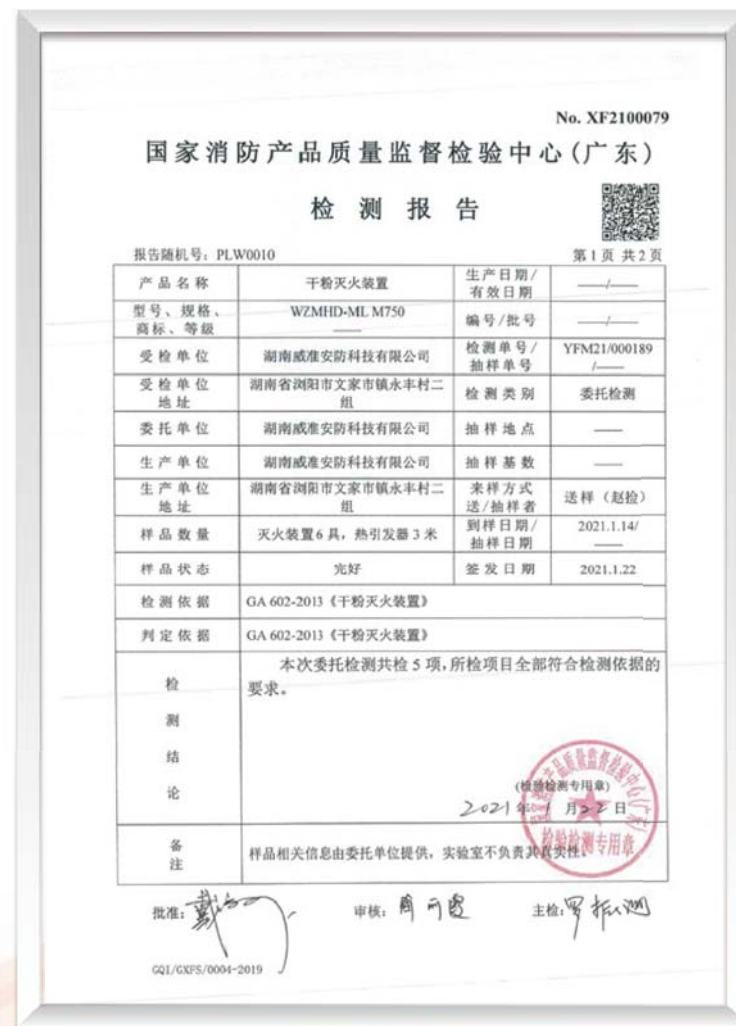 No. XF2100079
国家消防产品质量监督检验中心(广东)
检测报告
报告随机号: PLW0010
第1页 共2页
产品名称 干粉灭火装置 生产日期/有效日期 ——/——
型号、规格、商标、等级 WZMHD-ML M750 —— 编号/批号 ——/——
受检单位 湖南威准安防科技有限公司 检测单号/抽样单号 YFM21/000189/——
受检单位地址 湖南省浏阳市文家市镇永丰村二组 检测类别 委托检测
委托单位 湖南威准安防科技有限公司 抽样地点 ——
生产单位 湖南威准安防科技有限公司 抽样基数 ——
生产单位地址 湖南省浏阳市文家市镇永丰村二组 来样方式送/抽样者 送样（赵捡）
样品数量 灭火装置6具，热引发器3米 到样日期/抽样日期 2021.1.14/——
样品状态 完好 签发日期 2021.1.22
检测依据 GA 602-2013《干粉灭火装置》
判定依据 GA 602-2013《干粉灭火装置》
检测结论
本次委托检测共检5项,所检项目全部符合检测依据的
要求。
(检验检测专用章)
2021年1月22日
检验检测专用章
备注 样品相关信息由委托单位提供，实验室不负责其真实性。
批准: 审核: 主检:
GQI/GXFS/0004-2019